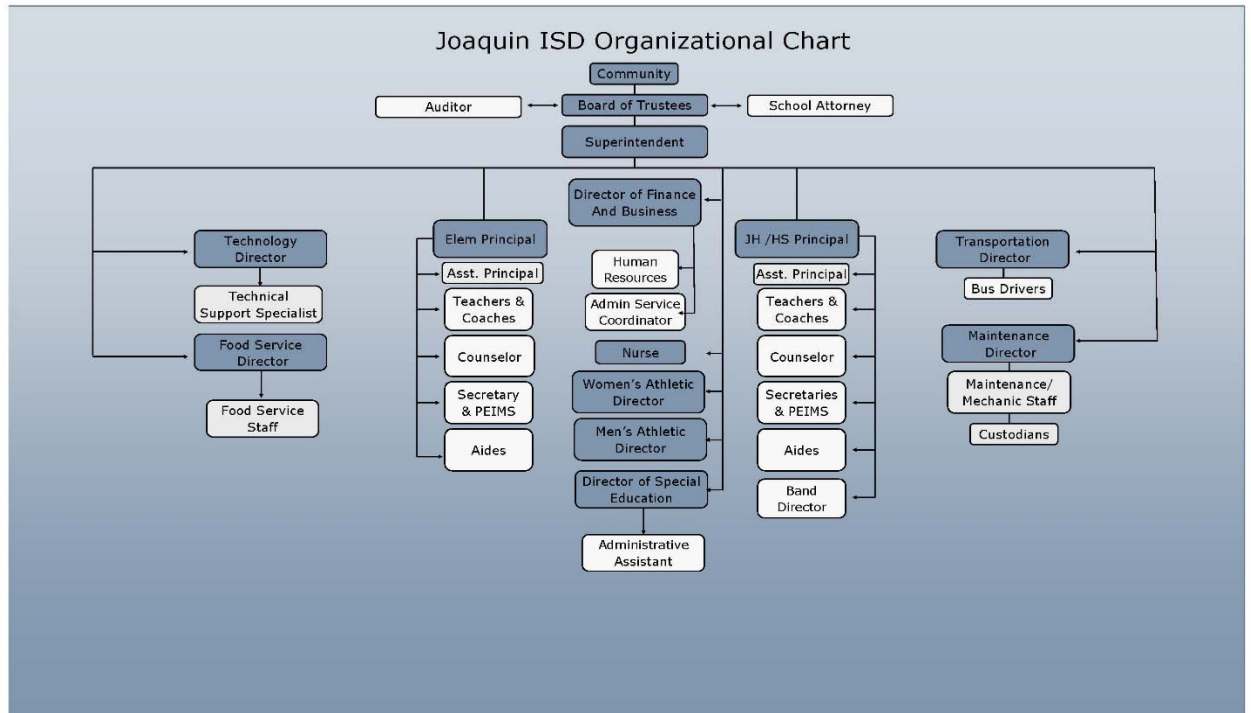 Joaquin ISD Organizational Chart
Community
Auditor
Board of Trustees
School Attorney
Superintendent
Director of Finance
And Business
Technology
Director
Elem Principal
JH /HS Principal
Transportation
Director
Human
Resources
Asst. Principal
Asst. Principal
Bus Drivers
Technical
Support Specialist
Teachers &
Coaches
Admin Service
Coordinator
Teachers &
Coaches
Food Service
Director
Counselor
Nurse
Counselor
Maintenance
Director
Women's Athletic
Director
Secretary
& PEIMS
Secretaries
& PEIMS
Maintenance/
Mechanic Staff
Food Service
Staff
Men's Athletic
Director
Custodians
Aides
Aides
Director of Special
Education
Band
Director
Administrative
Assistant